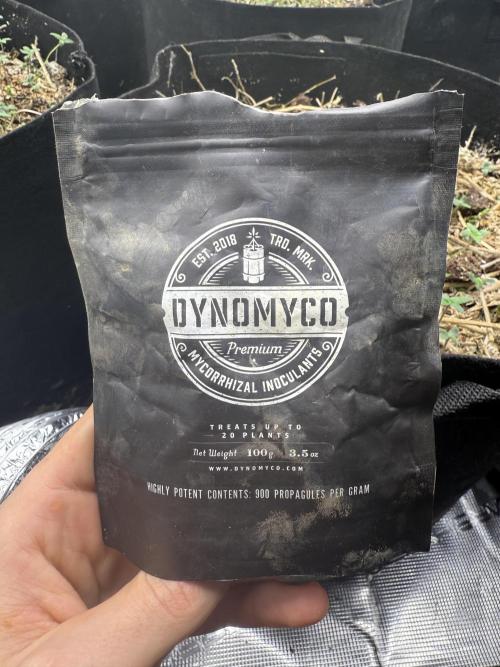 EST. 2018 TRD. MRK.
DYNOMYCO
Premium
MYCORRHIZAL INOCULANTS
TREATS UP TO
20 PLANTS
Net Weight 100g 3.5 oz
WWW.DYNOMYCO.COM
HIGHLY POTENT CONTENTS: 900 PROPAGULES PER GRAM